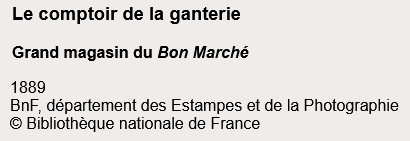 Le comptoir de la ganterie
Grand magasin du Bon Marché
1889
BnF, département des Estampes et de la Photographie
© Bibliothèque nationale de France